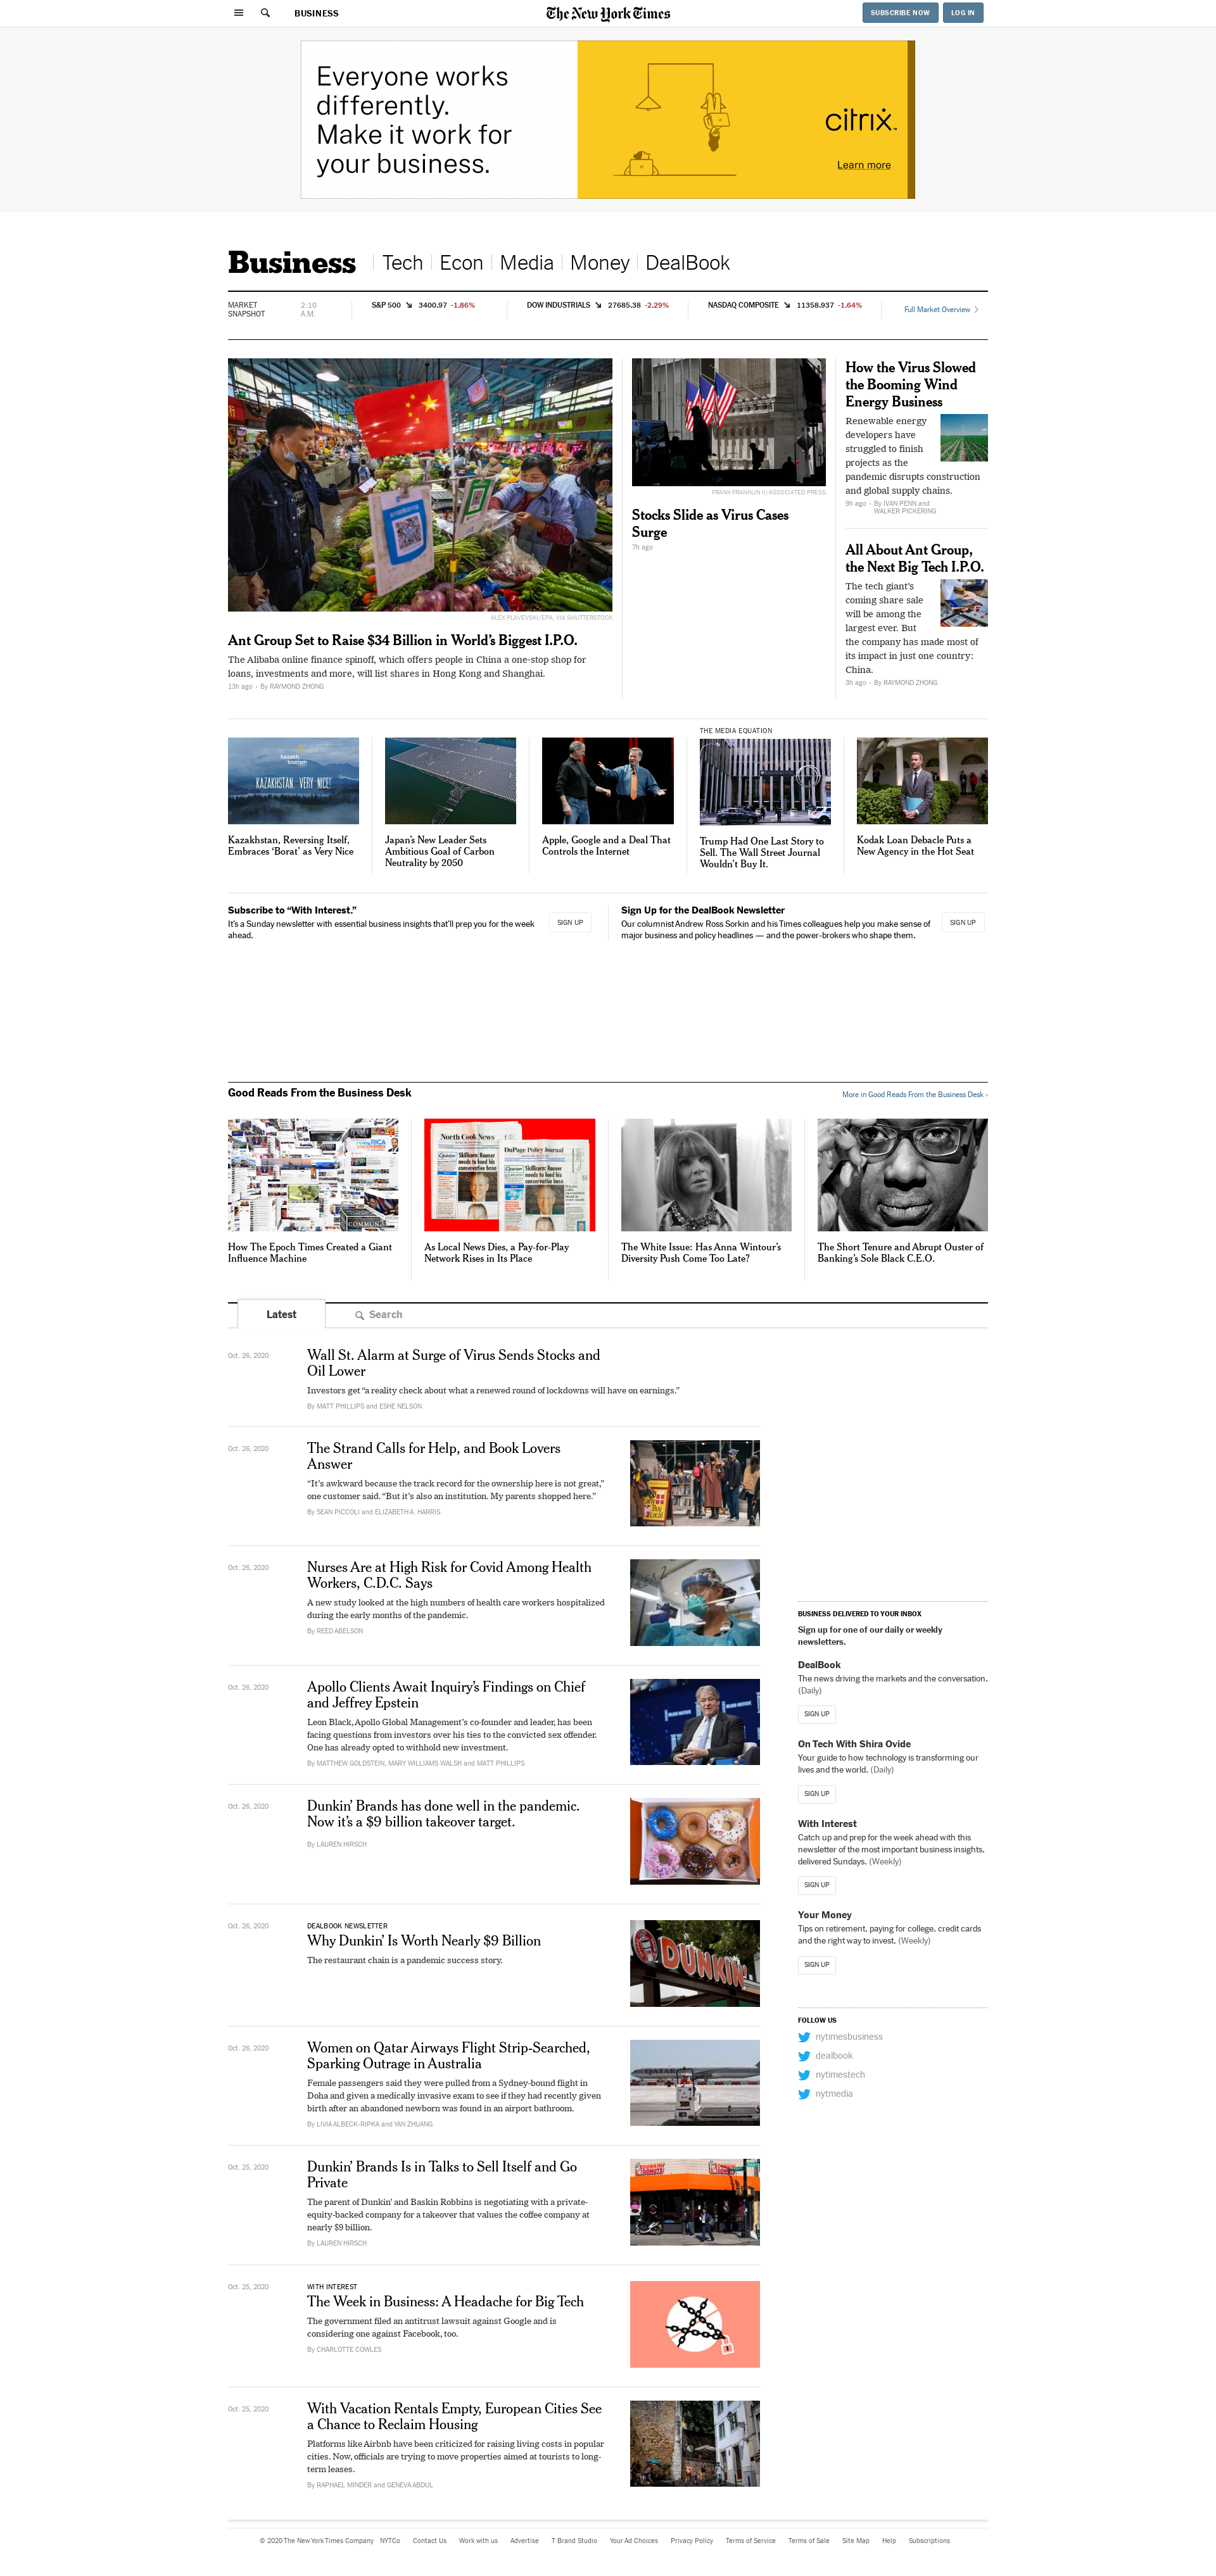 BUSINESS
The New York Times
SUBSCRIBE NOW
LOG IN
Everyone works
differently.
Make it work for
your business.
citrix
Learn more
Business
Tech
Econ
Media
Money
DealBook
MARKET
SNAPSHOT
2:10
A.M.
S&P 500 3400.97 -1.86%
DOW INDUSTRIALS 27685.38 -2.29%
NASDAQ COMPOSITE 11358.937 -1.64%
Full Market Overview
ALEX PLAVEVSKI/EPA, VIA SHUTTERSTOCK
Ant Group Set to Raise $34 Billion in World’s Biggest I.P.O.
The Alibaba online finance spinoff, which offers people in China a one-stop shop for
loans, investments and more, will list shares in Hong Kong and Shanghai.
13h ago • By RAYMOND ZHONG
FRANK FRANKLIN II/ASSOCIATED PRESS
Stocks Slide as Virus Cases
Surge
7h ago
How the Virus Slowed
the Booming Wind
Energy Business
Renewable energy
developers have
struggled to finish
projects as the
pandemic disrupts construction
and global supply chains.
9h ago • By IVAN PENN and
WALKER PICKERING
All About Ant Group,
the Next Big Tech I.P.O.
The tech giant’s
coming share sale
will be among the
largest ever. But
the company has made most of
its impact in just one country:
China.
3h ago • By RAYMOND ZHONG
kazakh
tourism
KAZAKHSTAN. VERY NICE!
Kazakhstan, Reversing Itself,
Embraces ‘Borat’ as Very Nice
Japan’s New Leader Sets
Ambitious Goal of Carbon
Neutrality by 2050
Apple, Google and a Deal That
Controls the Internet
THE MEDIA EQUATION
Trump Had One Last Story to
Sell. The Wall Street Journal
Wouldn’t Buy It.
Kodak Loan Debacle Puts a
New Agency in the Hot Seat
Subscribe to “With Interest.”
It’s a Sunday newsletter with essential business insights that’ll prep you for the week
ahead.
SIGN UP
Sign Up for the DealBook Newsletter
Our columnist Andrew Ross Sorkin and his Times colleagues help you make sense of
major business and policy headlines — and the power-brokers who shape them.
SIGN UP
Good Reads From the Business Desk
More in Good Reads From the Business Desk ›
How The Epoch Times Created a Giant
Influence Machine
North Cook News
DuPage Policy Journal
As Local News Dies, a Pay-for-Play
Network Rises in Its Place
The White Issue: Has Anna Wintour’s
Diversity Push Come Too Late?
The Short Tenure and Abrupt Ouster of
Banking’s Sole Black C.E.O.
Latest
Search
Oct. 26, 2020
Wall St. Alarm at Surge of Virus Sends Stocks and
Oil Lower
Investors get “a reality check about what a renewed round of lockdowns will have on earnings.”
By MATT PHILLIPS and ESHE NELSON
Oct. 26, 2020
The Strand Calls for Help, and Book Lovers
Answer
“It’s awkward because the track record for the ownership here is not great,”
one customer said. “But it’s also an institution. My parents shopped here.”
By SEAN PICCOLI and ELIZABETH A. HARRIS
Oct. 26, 2020
Nurses Are at High Risk for Covid Among Health
Workers, C.D.C. Says
A new study looked at the high numbers of health care workers hospitalized
during the early months of the pandemic.
By REED ABELSON
Oct. 26, 2020
Apollo Clients Await Inquiry’s Findings on Chief
and Jeffrey Epstein
Leon Black, Apollo Global Management’s co-founder and leader, has been
facing questions from investors over his ties to the convicted sex offender.
One has already opted to withhold new investment.
By MATTHEW GOLDSTEIN, MARY WILLIAMS WALSH and MATT PHILLIPS
Oct. 26, 2020
Dunkin’ Brands has done well in the pandemic.
Now it’s a $9 billion takeover target.
By LAUREN HIRSCH
Oct. 26, 2020
DEALBOOK NEWSLETTER
Why Dunkin’ Is Worth Nearly $9 Billion
The restaurant chain is a pandemic success story.
DUNKIN'
Oct. 26, 2020
Women on Qatar Airways Flight Strip-Searched,
Sparking Outrage in Australia
Female passengers said they were pulled from a Sydney-bound flight in
Doha and given a medically invasive exam to see if they had recently given
birth after an abandoned newborn was found in an airport bathroom.
By LIVIA ALBECK-RIPKA and YAN ZHUANG
Oct. 25, 2020
Dunkin’ Brands Is in Talks to Sell Itself and Go
Private
The parent of Dunkin’ and Baskin Robbins is negotiating with a private-
equity-backed company for a takeover that values the coffee company at
nearly $9 billion.
By LAUREN HIRSCH
Oct. 25, 2020
WITH INTEREST
The Week in Business: A Headache for Big Tech
The government filed an antitrust lawsuit against Google and is
considering one against Facebook, too.
By CHARLOTTE COWLES
Oct. 25, 2020
With Vacation Rentals Empty, European Cities See
a Chance to Reclaim Housing
Platforms like Airbnb have been criticized for raising living costs in popular
cities. Now, officials are trying to move properties aimed at tourists to long-
term leases.
By RAPHAEL MINDER and GENEVA ABDUL
BUSINESS DELIVERED TO YOUR INBOX
Sign up for one of our daily or weekly
newsletters.
DealBook
The news driving the markets and the conversation.
(Daily)
SIGN UP
On Tech With Shira Ovide
Your guide to how technology is transforming our
lives and the world. (Daily)
SIGN UP
With Interest
Catch up and prep for the week ahead with this
newsletter of the most important business insights,
delivered Sundays. (Weekly)
SIGN UP
Your Money
Tips on retirement, paying for college, credit cards
and the right way to invest. (Weekly)
SIGN UP
FOLLOW US
nytimesbusiness
dealbook
nytimestech
nytmedia
© 2020 The New York Times Company
NYTCo
Contact Us
Work with us
Advertise
T Brand Studio
Your Ad Choices
Privacy Policy
Terms of Service
Terms of Sale
Site Map
Help
Subscriptions